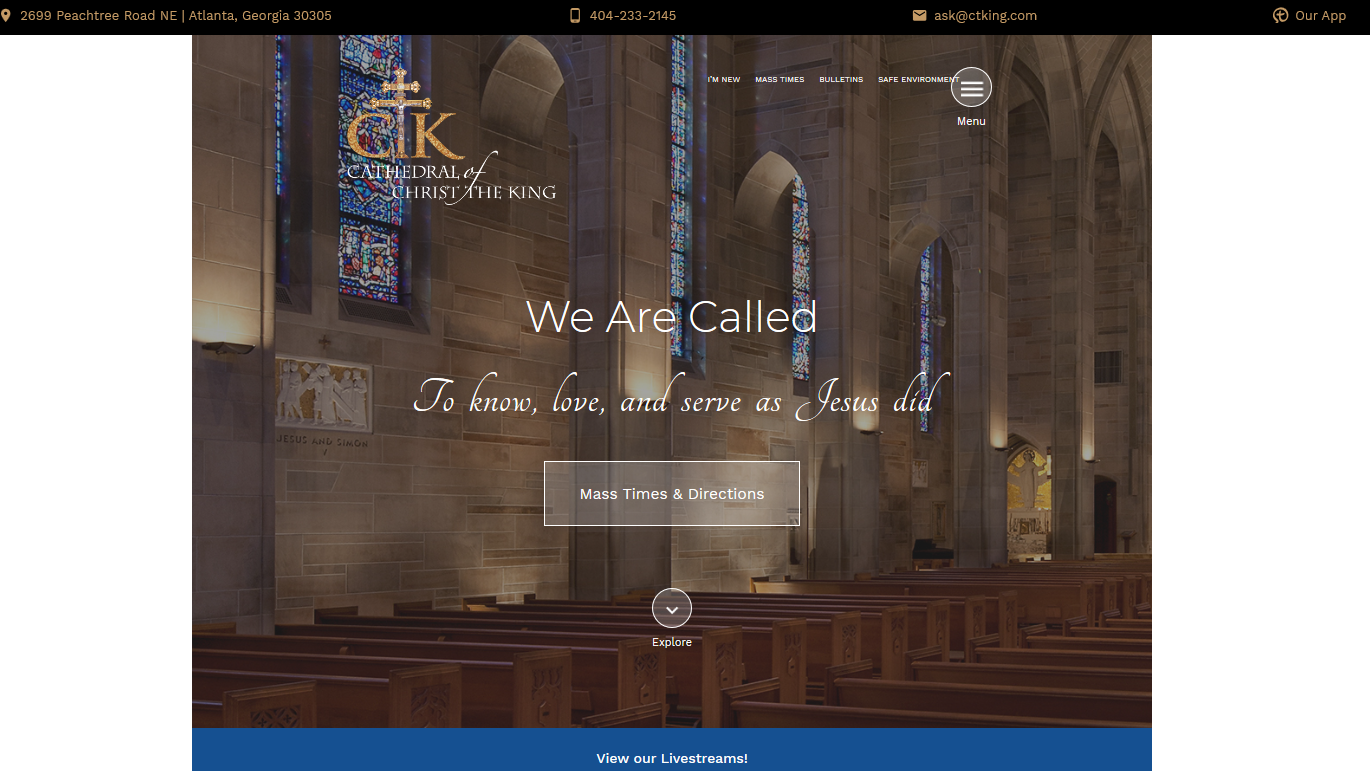 2699 Peachtree Road NE | Atlanta, Georgia 30305
404-233-2145
ask@ctking.com
Our App
I'M NEW
MASS TIMES
BULLETINS
SAFE ENVIRONMENT
Menu
CTK
CATHEDRAL of
CHRIST THE KING
We Are Called
To know, love, and serve as Jesus did
JESUS AND SIMON
Mass Times & Directions
Explore
View our Livestreams!